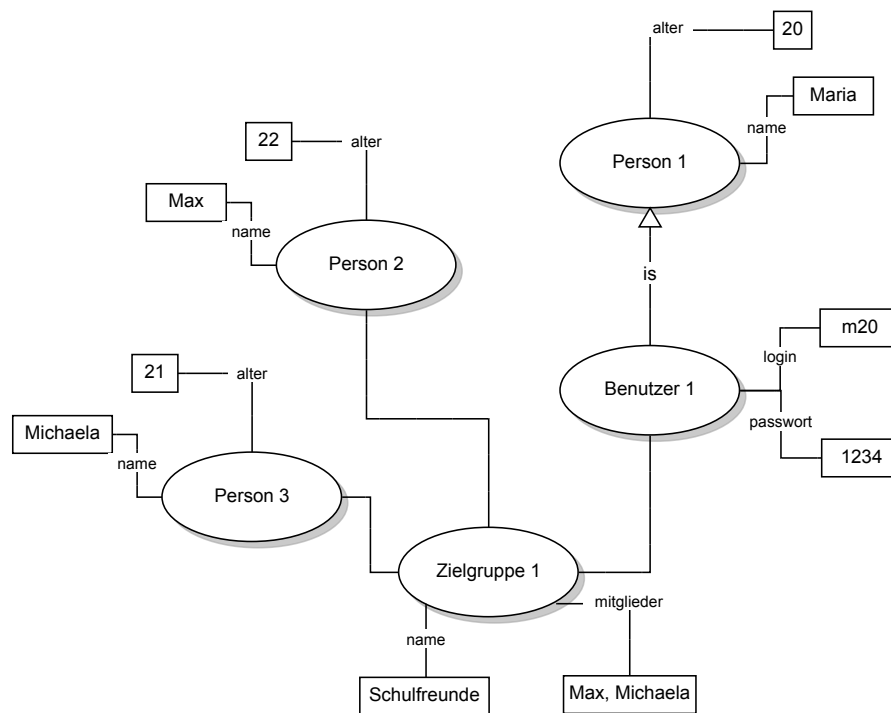 alter
20
Maria
name
Person 1
22
alter
Max
name
Person 2
is
21
alter
Michaela
name
Person 3
Benutzer 1
m20
login
passwort
1234
Zielgruppe 1
mitglieder
name
Schulfreunde
Max, Michaela